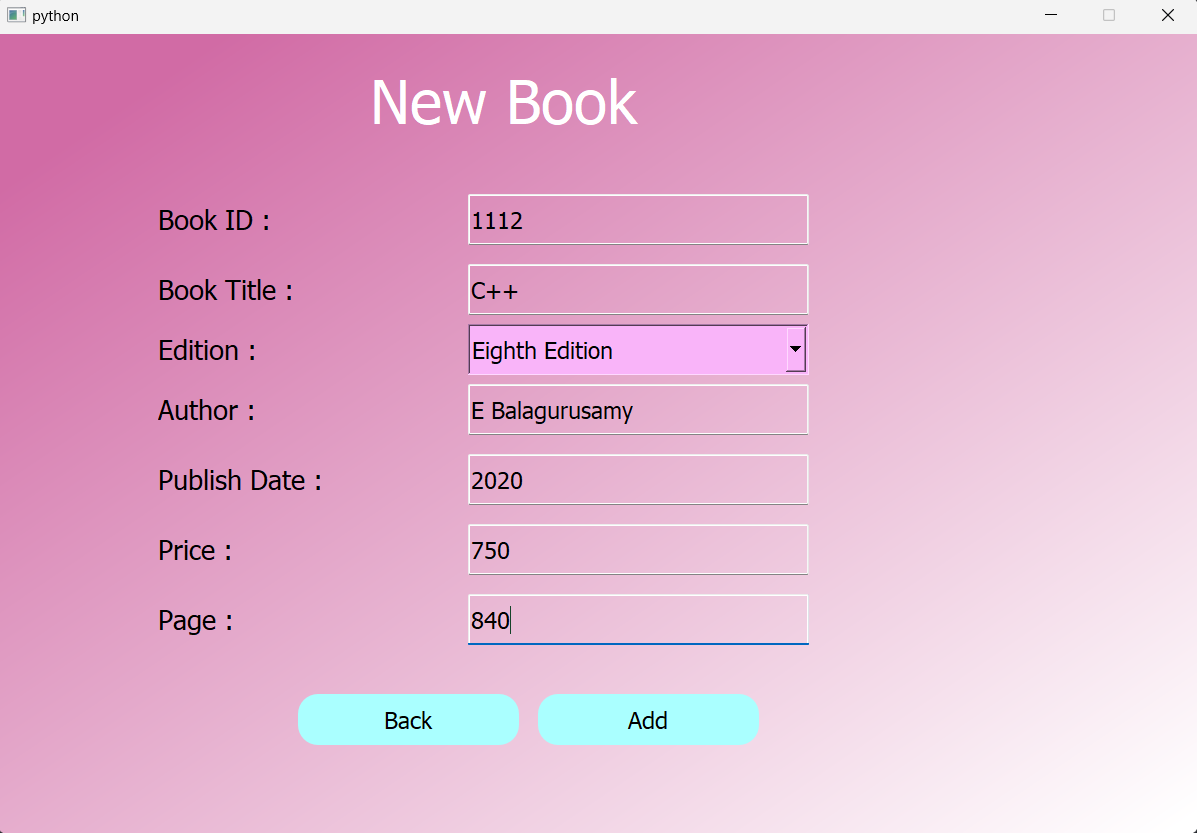 python
New Book
Book ID : 1112
Book Title : C++
Edition : Eighth Edition
Author : E Balagurusamy
Publish Date : 2020
Price : 750
Page : 840
Back Add